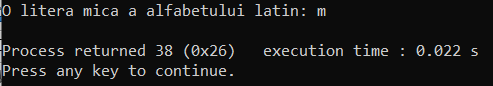 O litera mica a alfabetului latin: m
Process returned 38 (0x26)   execution time : 0.022 s
Press any key to continue.